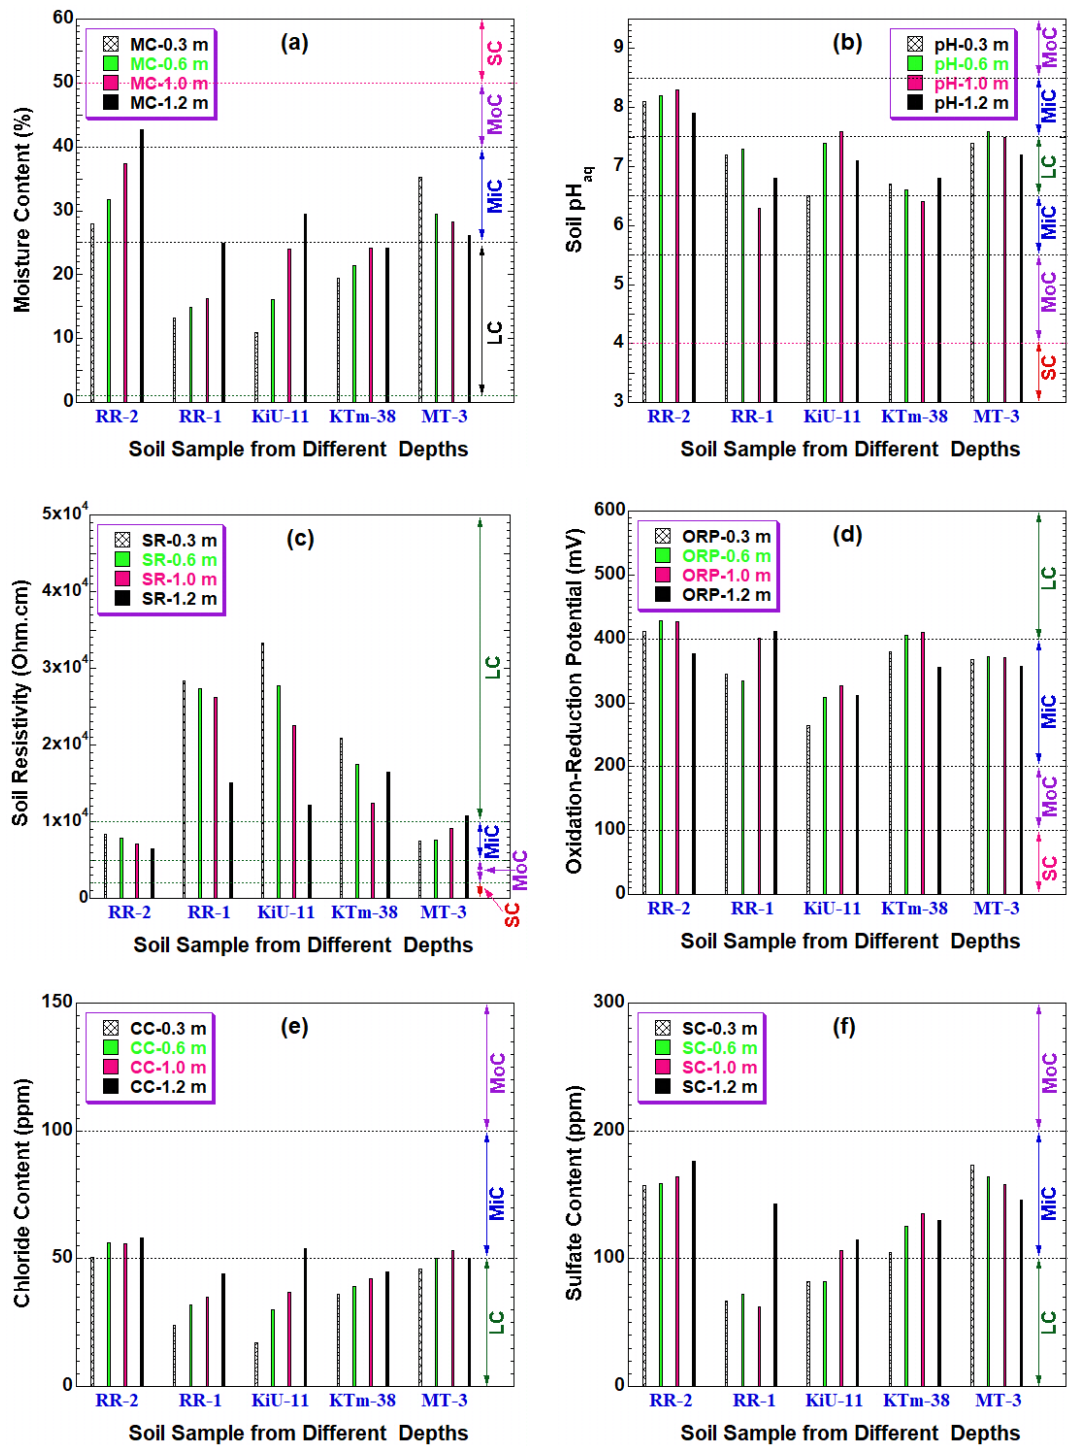 (a)
MC-0.3 m
MC-0.6 m
MC-1.0 m
MC-1.2 m
Moisture Content (%)
60
50
40
30
20
10
0
SC
MoC
MiC
LC
RR-2 RR-1 KiU-11 KTm-38 MT-3
Soil Sample from Different Depths
(b)
pH-0.3 m
pH-0.6 m
pH-1.0 m
pH-1.2 m
Soil pHaq
9
8
7
6
5
4
3
MoC
MiC
LC
MiC
MoC
SC
RR-2 RR-1 KiU-11 KTm-38 MT-3
Soil Sample from Different Depths
(c)
SR-0.3 m
SR-0.6 m
SR-1.0 m
SR-1.2 m
Soil Resistivity (Ohm.cm)
5x10⁴
4x10⁴
3x10⁴
2x10⁴
1x10⁴
0
LC
MiC
MoC
SC
RR-2 RR-1 KiU-11 KTm-38 MT-3
Soil Sample from Different Depths
(d)
ORP-0.3 m
ORP-0.6 m
ORP-1.0 m
ORP-1.2 m
Oxidation-Reduction Potential (mV)
600
500
400
300
200
100
0
LC
MiC
MoC
SC
RR-2 RR-1 KiU-11 KTm-38 MT-3
Soil Sample from Different Depths
(e)
CC-0.3 m
CC-0.6 m
CC-1.0 m
CC-1.2 m
Chloride Content (ppm)
150
100
50
0
MoC
MiC
LC
RR-2 RR-1 KiU-11 KTm-38 MT-3
Soil Sample from Different Depths
(f)
SC-0.3 m
SC-0.6 m
SC-1.0 m
SC-1.2 m
Sulfate Content (ppm)
300
200
100
0
MoC
MiC
LC
RR-2 RR-1 KiU-11 KTm-38 MT-3
Soil Sample from Different Depths